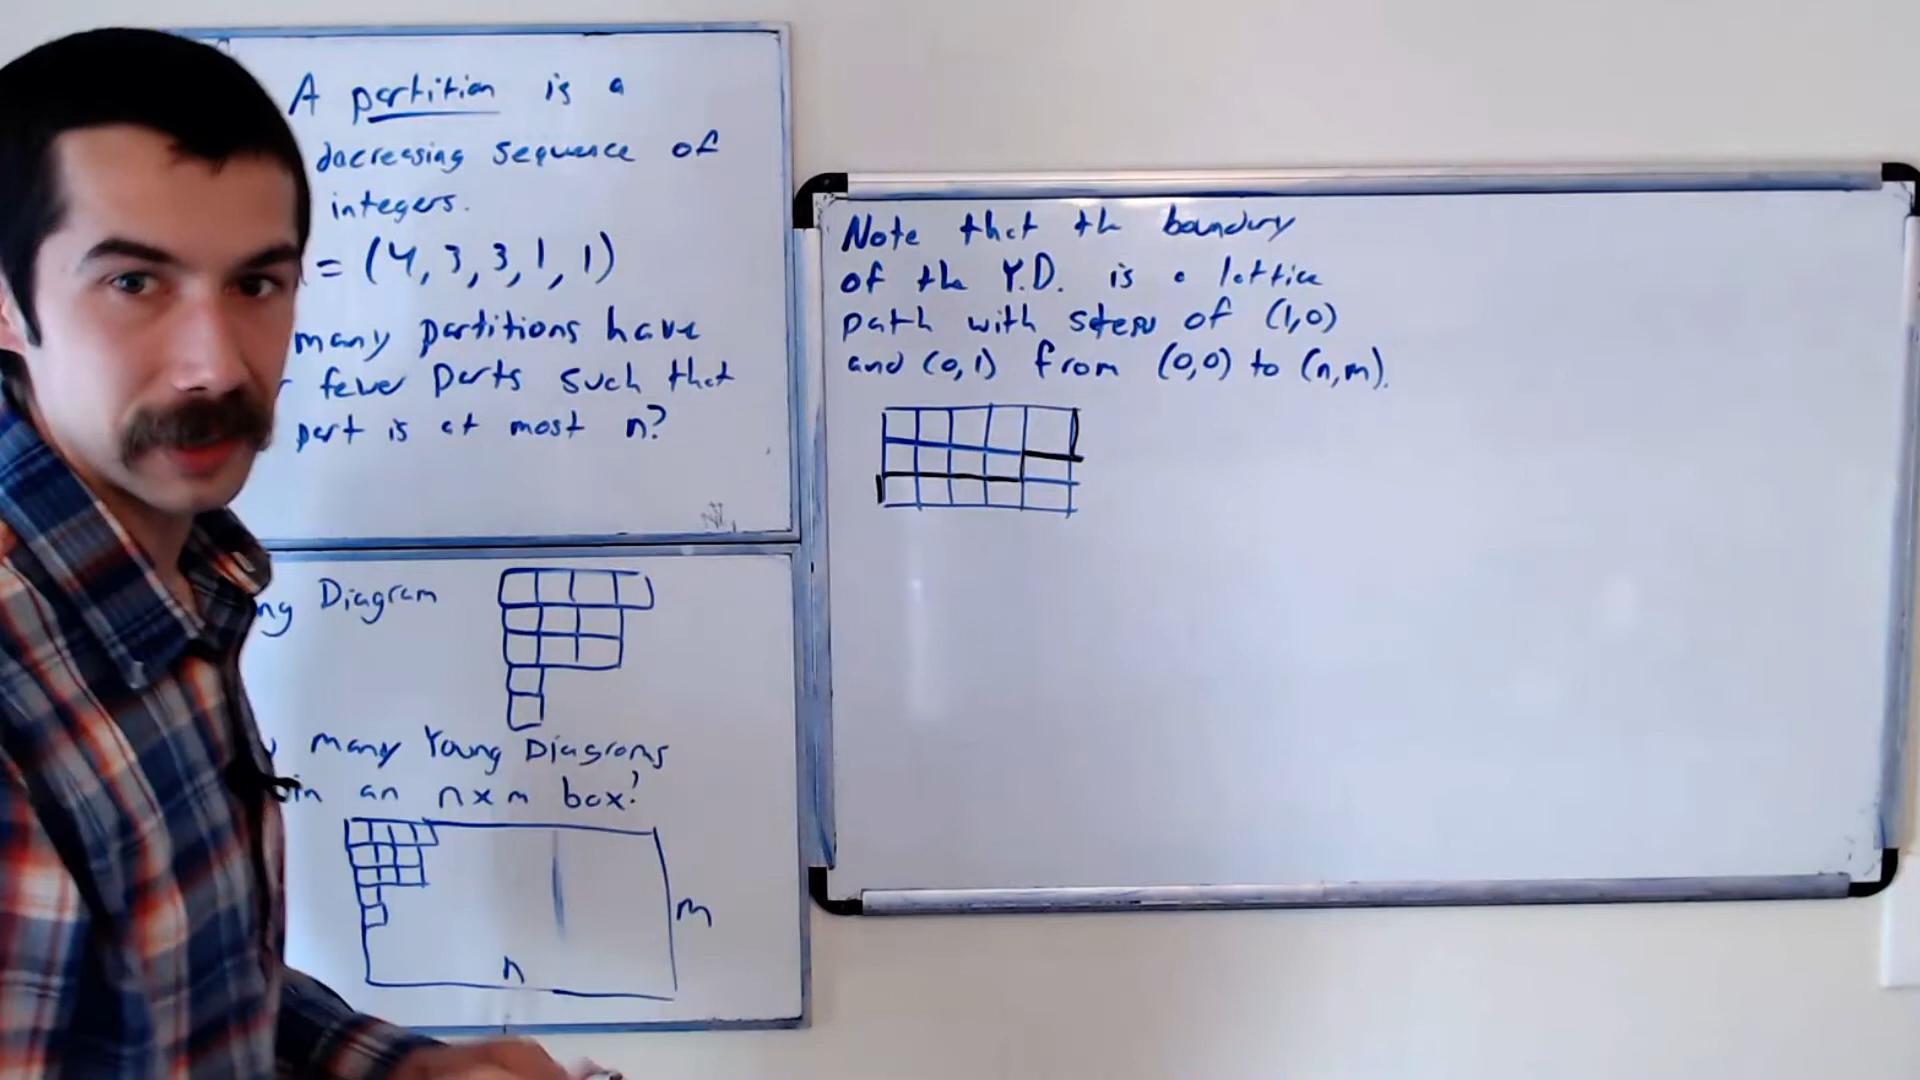 A partition is a
decreasing sequence of
integers.
= (4, 3, 3, 1, 1)
many partitions have
fewer parts such that
part is at most n?
ng Diagram
many Young Diagrams
in an n x m box?
m
n
Note that the boundry
of the Y.D. is a lattice
path with steps of (1,0)
and (0,1) from (0,0) to (n,m).